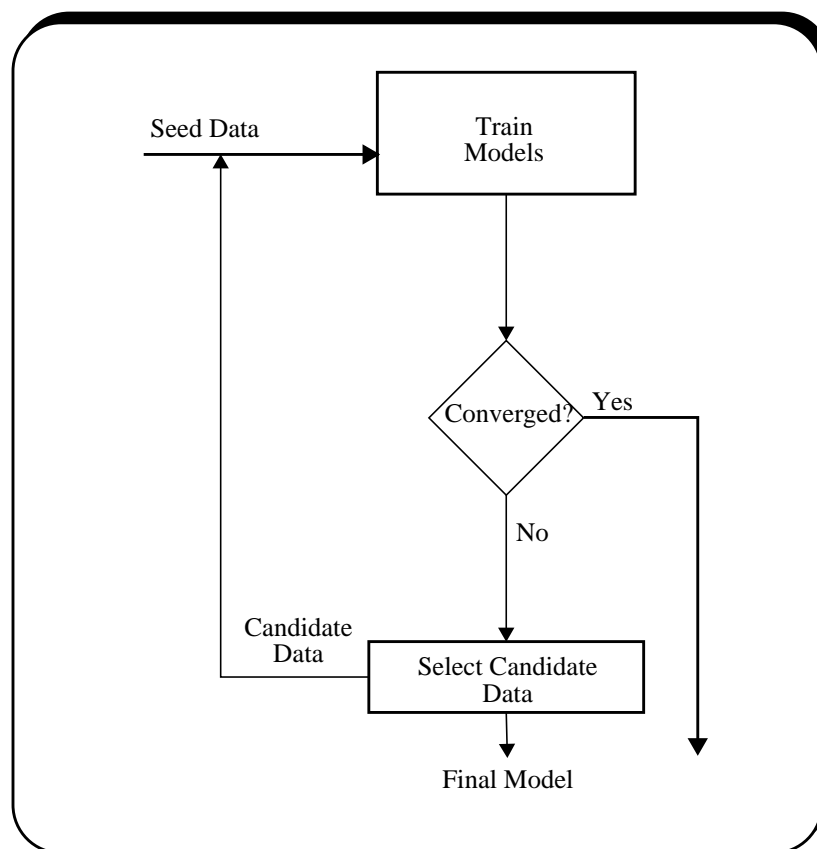 Seed Data
Train
Models
Converged?
Yes
No
Candidate
Data
Select Candidate
Data
Final Model